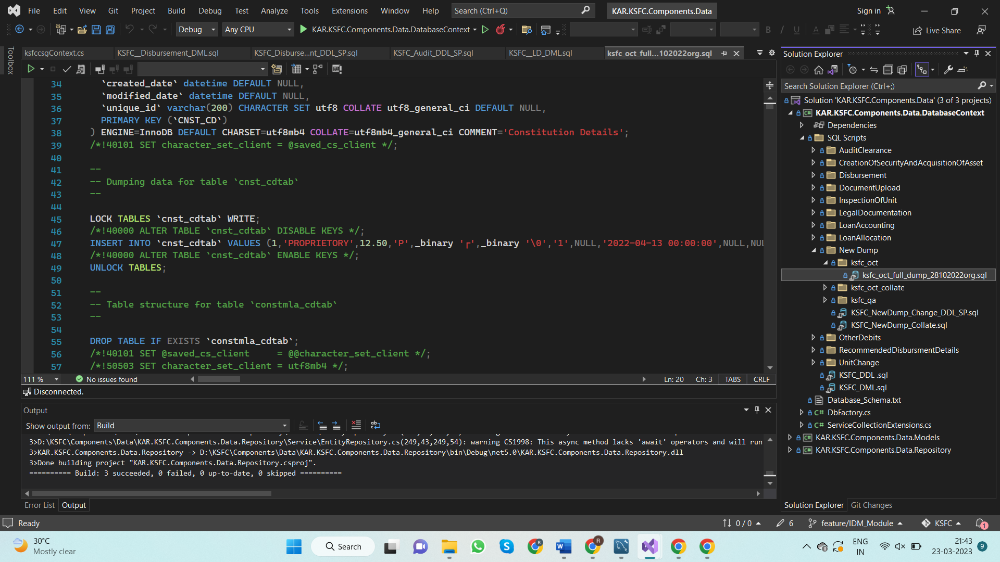 File Edit View Git Project Build Debug Test Analyze Tools Extensions Window Help Search (Ctrl+Q) KAR.KSFC.Components.Data Sign in
Debug Any CPU KAR.KSFC.Components.Data.DatabaseContext Live Share
Toolbox
ksfccsgContext.cs KSFC__Disbursement_DML.sql KSFC_Disburse...nt_DDL_SP.sql KSFC_Audit_DDL_SP.sql KSFC__LD_DML.sql ksfc_oct_full...102022org.sql
34 `created_date` datetime DEFAULT NULL,
35 `modified_date` datetime DEFAULT NULL,
36 `unique_id` varchar(200) CHARACTER SET utf8 COLLATE utf8_general_ci DEFAULT NULL,
37 PRIMARY KEY (`CNST_CD`)
38 ) ENGINE=InnoDB DEFAULT CHARSET=utf8mb4 COLLATE=utf8mb4_general_ci COMMENT='Constitution Details';
39 /*!40101 SET character_set_client = @saved_cs_client */;
40
41 --
42 -- Dumping data for table `cnst_cdtab`
43 --
44
45 LOCK TABLES `cnst_cdtab` WRITE;
46 /*!40000 ALTER TABLE `cnst_cdtab` DISABLE KEYS */;
47 INSERT INTO `cnst_cdtab` VALUES (1,'PROPRIETORY',12.50,'P',_binary '┌',_binary '\0','1',NULL,'2022-04-13 00:00:00',NULL,NUL
48 /*!40000 ALTER TABLE `cnst_cdtab` ENABLE KEYS */;
49 UNLOCK TABLES;
50
51 --
52 -- Table structure for table `constmla_cdtab`
53 --
54
55 DROP TABLE IF EXISTS `constmla_cdtab`;
56 /*!40101 SET @saved_cs_client     = @@character_set_client */;
57 /*!50503 SET character_set_client = utf8mb4 */;
111 % No issues found Ln: 20 Ch: 3 TABS CRLF
Disconnected.
Output
Show output from: Build
3>D:\KSFC\Components\Data\KAR.KSFC.Components.Data.Repository\Service\EntityRepository.cs(249,43,249,54): warning CS1998: This async method lacks 'await' operators and will run
3>KAR.KSFC.Components.Data.Repository -> D:\KSFC\Components\Data\KAR.KSFC.Components.Data.Repository\bin\Debug\net5.0\KAR.KSFC.Components.Data.Repository.dll
3>Done building project "KAR.KSFC.Components.Data.Repository.csproj".
========== Build: 3 succeeded, 0 failed, 0 up-to-date, 0 skipped ==========
Error List Output
Solution Explorer
Search Solution Explorer (Ctrl+;)
Solution 'KAR.KSFC.Components.Data' (3 of 3 projects)
KAR.KSFC.Components.Data.DatabaseContext
Dependencies
SQL Scripts
AuditClearance
CreationOfSecurityAndAcquisitionOfAsset
Disbursement
DocumentUpload
InspectionOfUnit
LegalDocumentation
LoanAccounting
LoanAllocation
New Dump
ksfc_oct
ksfc_oct_full_dump_28102022org.sql
ksfc_oct_collate
ksfc_qa
KSFC_NewDump_Change_DDL_SP.sql
KSFC_NewDump_Collate.sql
OtherDebits
RecommendedDisbursmentDetails
UnitChange
KSFC_DDL .sql
KSFC_DML.sql
Database_Schema.txt
C# DbFactory.cs
C# ServiceCollectionExtensions.cs
KAR.KSFC.Components.Data.Models
KAR.KSFC.Components.Data.Repository
Solution Explorer Git Changes
Ready 0 / 0 6 feature/IDM_Module KSFC 1
30°C
Mostly clear
Search
ENG
IN
21:43
23-03-2023
9